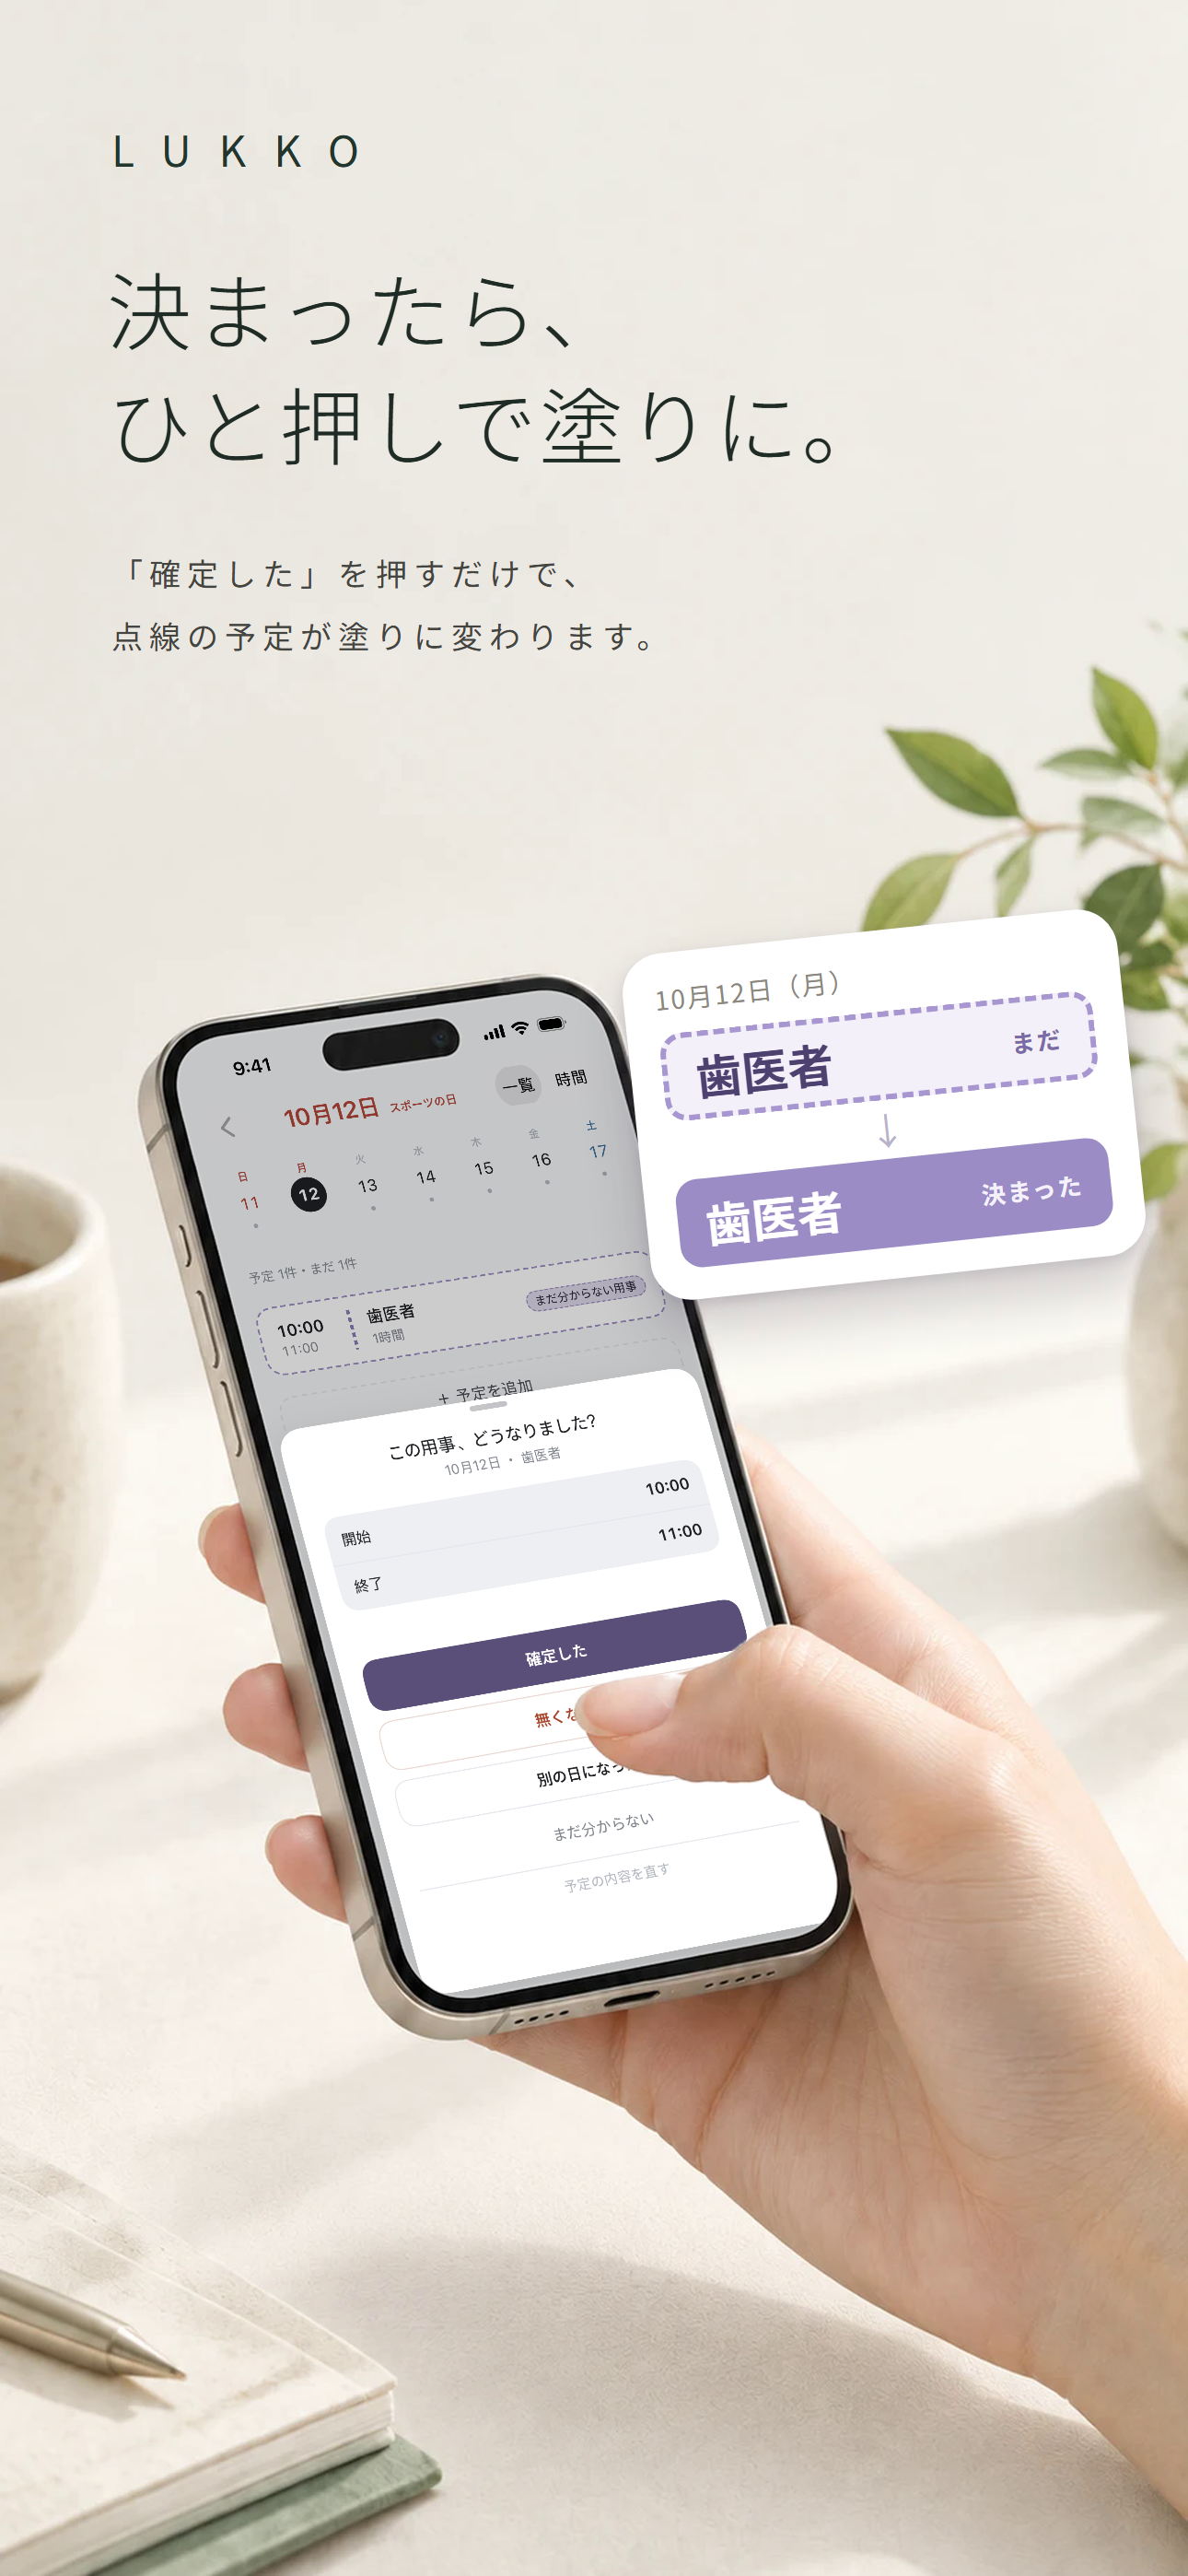 LUKKO
決まったら、
ひと押しで塗りに。
「確定した」を押すだけで、
点線の予定が塗りに変わります。
10月12日（月）
歯医者 まだ
↓
歯医者 決まった
9:41
10月12日 スポーツの日 一覧 時間
日 月 火 水 木 金 土
11 12 13 14 15 16 17
予定 1件・まだ 1件
10:00 歯医者 まだ分からない用事
11:00 1時間
＋ 予定を追加
この用事、どうなりました?
10月12日 ・ 歯医者
開始 10:00
終了 11:00
確定した
無くな
別の日になっ
まだ分からない
予定の内容を直す